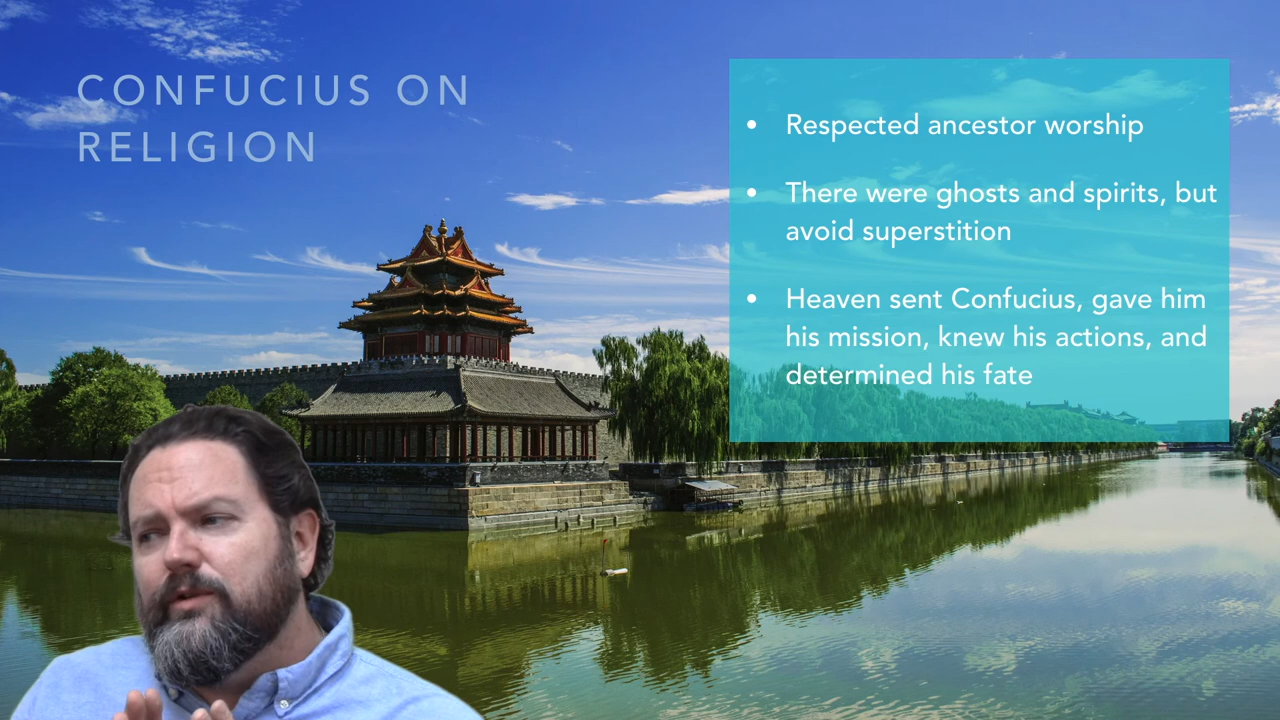 CONFUCIUS ON
RELIGION
• Respected ancestor worship
• There were ghosts and spirits, but
avoid superstition
• Heaven sent Confucius, gave him
his mission, knew his actions, and
determined his fate